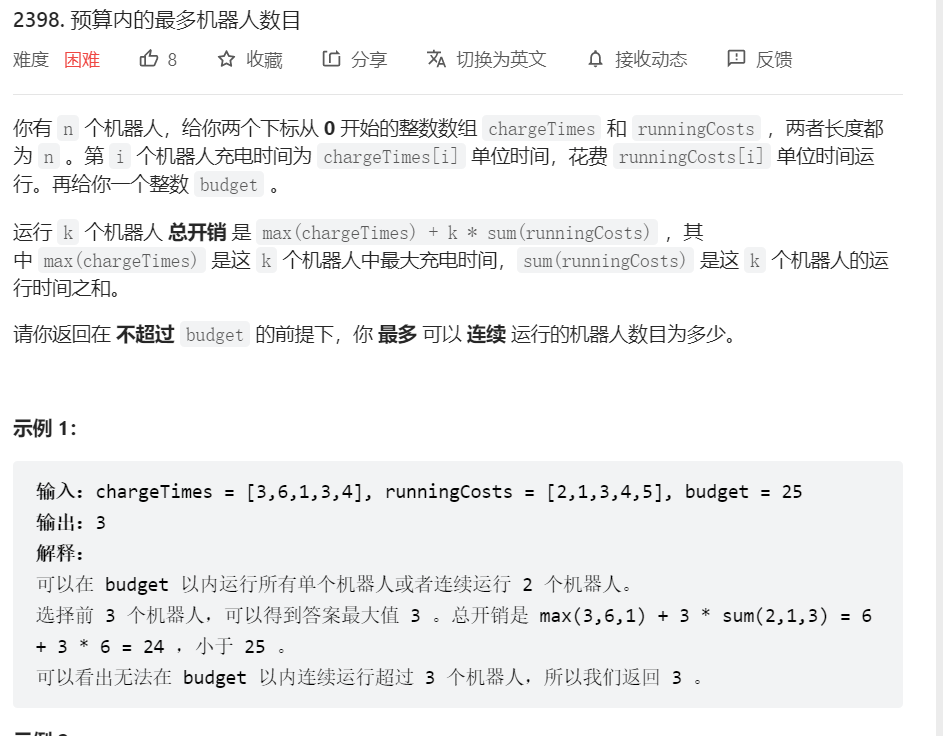 2398. 预算内的最多机器人数目
难度 困难 8 收藏 分享 切换为英文 接收动态 反馈
你有 n 个机器人，给你两个下标从 0 开始的整数数组 chargeTimes 和 runningCosts ，两者长度都
为 n 。第 i 个机器人充电时间为 chargeTimes[i] 单位时间，花费 runningCosts[i] 单位时间运
行。再给你一个整数 budget 。
运行 k 个机器人 总开销 是 max(chargeTimes) + k * sum(runningCosts) ，其
中 max(chargeTimes) 是这 k 个机器人中最大充电时间，sum(runningCosts) 是这 k 个机器人的运
行时间之和。
请你返回在 不超过 budget 的前提下，你 最多 可以 连续 运行的机器人数目为多少。
示例 1：
输入：chargeTimes = [3,6,1,3,4], runningCosts = [2,1,3,4,5], budget = 25
输出：3
解释：
可以在 budget 以内运行所有单个机器人或者连续运行 2 个机器人。
选择前 3 个机器人，可以得到答案最大值 3 。总开销是 max(3,6,1) + 3 * sum(2,1,3) = 6
+ 3 * 6 = 24 ，小于 25 。
可以看出无法在 budget 以内连续运行超过 3 个机器人，所以我们返回 3 。